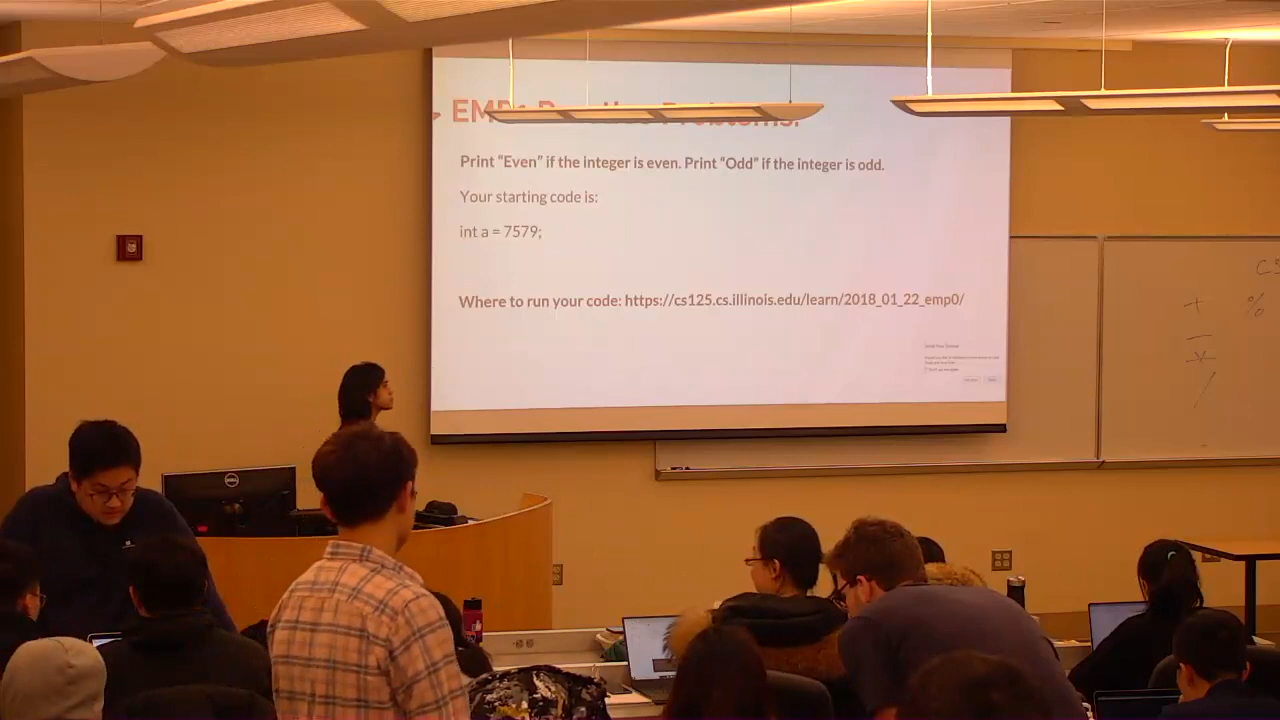 Print “Even” if the integer is even. Print “Odd” if the integer is odd.
Your starting code is:
int a = 7579;
Where to run your code: https://cs125.cs.illinois.edu/learn/2018_01_22_emp0/
+ %
-
*
/
DELL